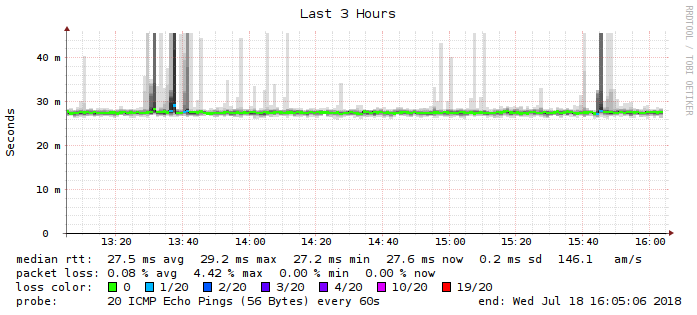 Last 3 Hours
RRDTOOL / TOBI OETIKER
Seconds
40 m
30 m
20 m
10 m
0
13:20 13:40 14:00 14:20 14:40 15:00 15:20 15:40 16:00
median rtt: 27.5 ms avg 29.2 ms max 27.2 ms min 27.6 ms now 0.2 ms sd 146.1 am/s
packet loss: 0.08 % avg 4.42 % max 0.00 % min 0.00 % now
loss color: 0 1/20 2/20 3/20 4/20 10/20 19/20
probe: 20 ICMP Echo Pings (56 Bytes) every 60s end: Wed Jul 18 16:05:06 2018